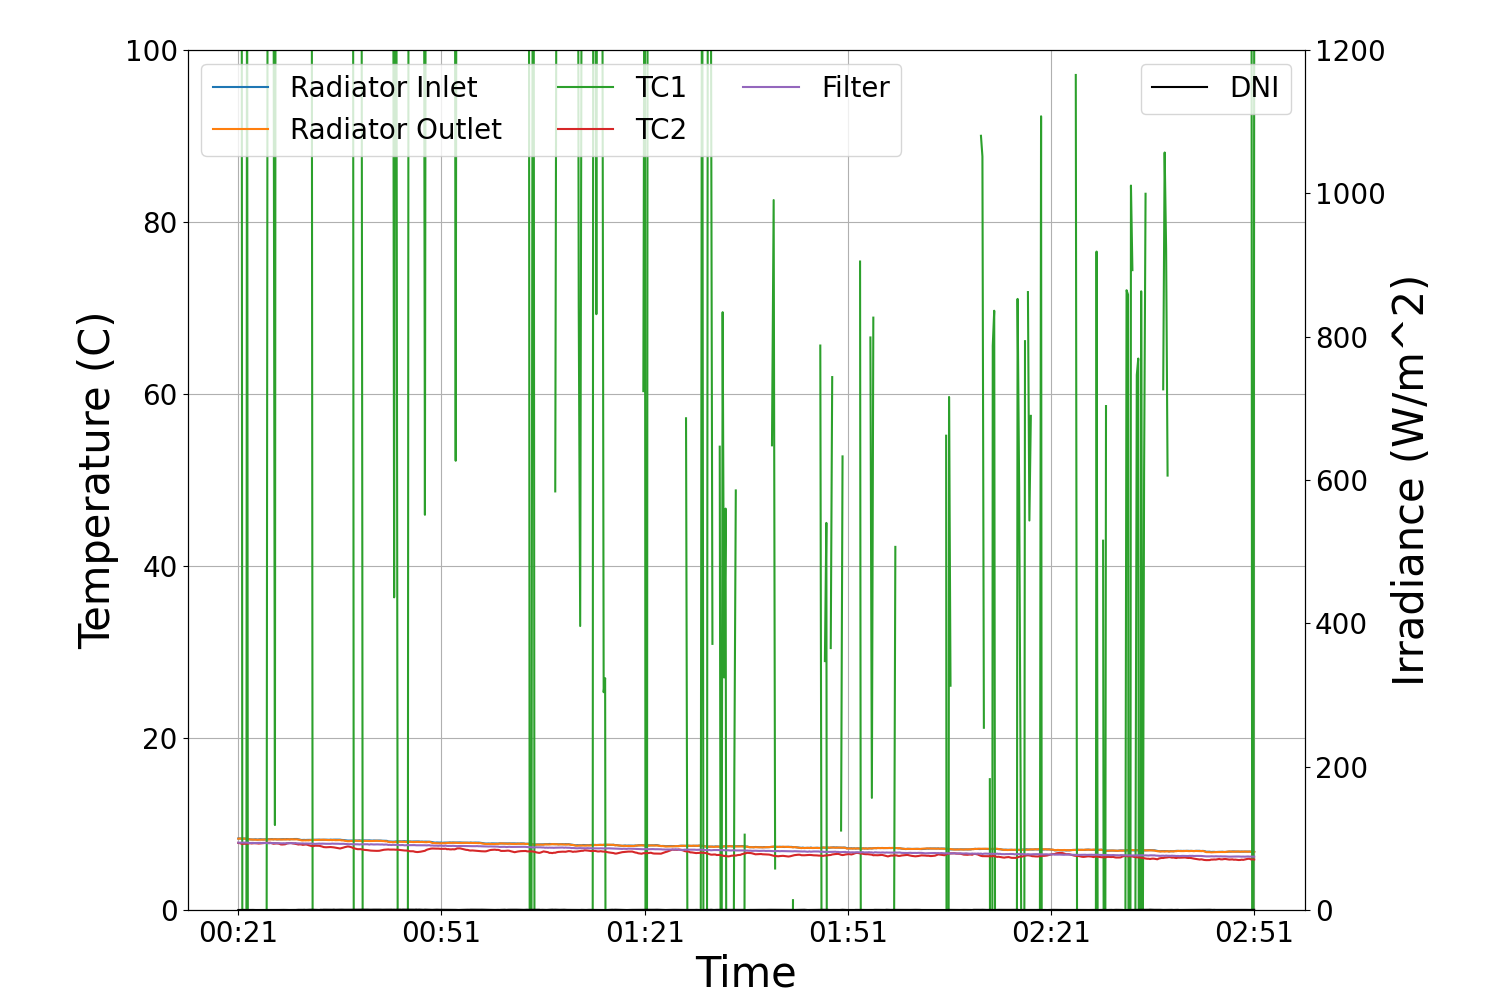 100
80
60
40
20
0
Temperature (C)
Radiator Inlet
Radiator Outlet
TC1
TC2
Filter
DNI
1200
1000
800
600
400
200
0
Irradiance (W/m^2)
00:21 00:51 01:21 01:51 02:21 02:51
Time